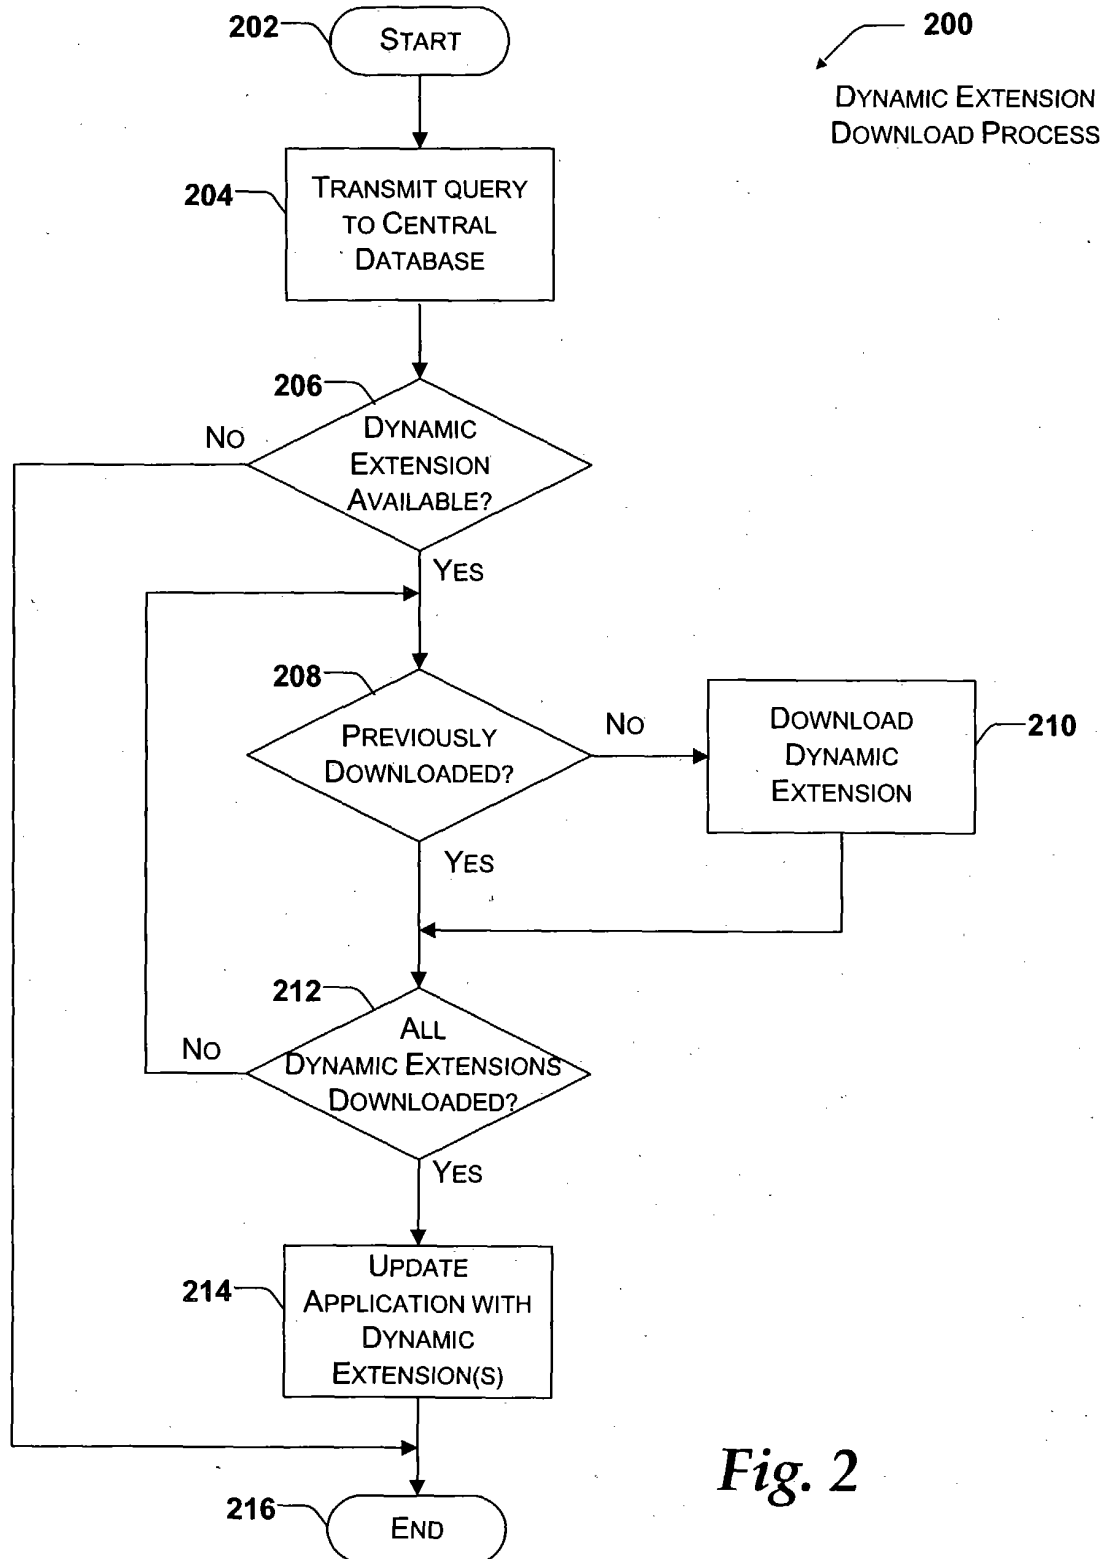 200
DYNAMIC EXTENSION
DOWNLOAD PROCESS
202
START
204
TRANSMIT QUERY
TO CENTRAL
DATABASE
206
DYNAMIC
EXTENSION
AVAILABLE?
NO
YES
208
PREVIOUSLY
DOWNLOADED?
NO
YES
210
DOWNLOAD
DYNAMIC
EXTENSION
212
ALL
DYNAMIC EXTENSIONS
DOWNLOADED?
NO
YES
214
UPDATE
APPLICATION WITH
DYNAMIC
EXTENSION(S)
216
END
Fig. 2